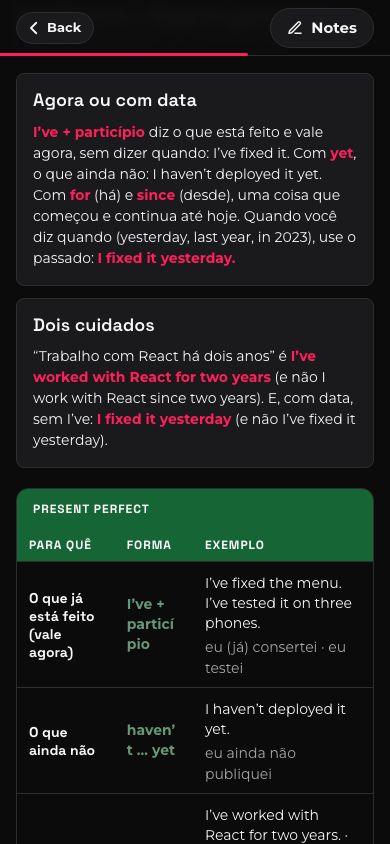 Back
Notes
Agora ou com data
I've + particípio diz o que está feito e vale
agora, sem dizer quando: I've fixed it. Com yet,
o que ainda não: I haven't deployed it yet.
Com for (há) e since (desde), uma coisa que
começou e continua até hoje. Quando você
diz quando (yesterday, last year, in 2023), use o
passado: I fixed it yesterday.
Dois cuidados
“Trabalho com React há dois anos” é I've
worked with React for two years (e não I
work with React since two years). E, com data,
sem I've: I fixed it yesterday (e não I've fixed it
yesterday).
PRESENT PERFECT
PARA QUÊ FORMA EXEMPLO
O que já
está feito
(vale
agora)
I've +
particí
pio
I've fixed the menu.
I've tested it on three
phones.
eu (já) consertei · eu
testei
O que
ainda não
haven'
t … yet
I haven't deployed it
yet.
eu ainda não
publiquei
I've worked with
React for two years. ·